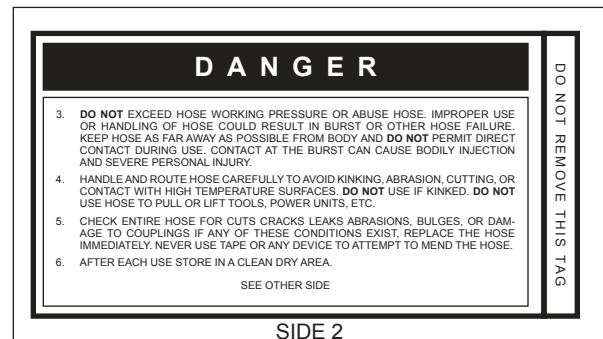 DANGER
3. DO NOT EXCEED HOSE WORKING PRESSURE OR ABUSE HOSE. IMPROPER USE
OR HANDLING OF HOSE COULD RESULT IN BURST OR OTHER HOSE FAILURE.
KEEP HOSE AS FAR AWAY AS POSSIBLE FROM BODY AND DO NOT PERMIT DIRECT
CONTACT DURING USE. CONTACT AT THE BURST CAN CAUSE BODILY INJECTION
AND SEVERE PERSONAL INJURY.
4. HANDLE AND ROUTE HOSE CAREFULLY TO AVOID KINKING, ABRASION, CUTTING, OR
CONTACT WITH HIGH TEMPERATURE SURFACES. DO NOT USE IF KINKED. DO NOT
USE HOSE TO PULL OR LIFT TOOLS, POWER UNITS, ETC.
5. CHECK ENTIRE HOSE FOR CUTS CRACKS LEAKS ABRASIONS, BULGES, OR DAM-
AGE TO COUPLINGS IF ANY OF THESE CONDITIONS EXIST, REPLACE THE HOSE
IMMEDIATELY. NEVER USE TAPE OR ANY DEVICE TO ATTEMPT TO MEND THE HOSE.
6. AFTER EACH USE STORE IN A CLEAN DRY AREA.
SEE OTHER SIDE
DO NOT REMOVE THIS TAG
SIDE 2